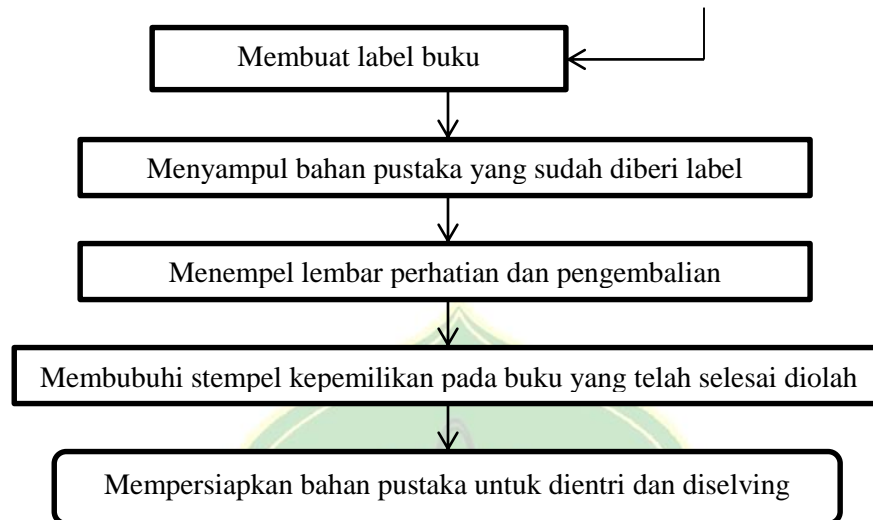 Membuat label buku
Menyampul bahan pustaka yang sudah diberi label
Menempel lembar perhatian dan pengembalian
Membubuhi stempel kepemilikan pada buku yang telah selesai diolah
Mempersiapkan bahan pustaka untuk dientri dan diselving